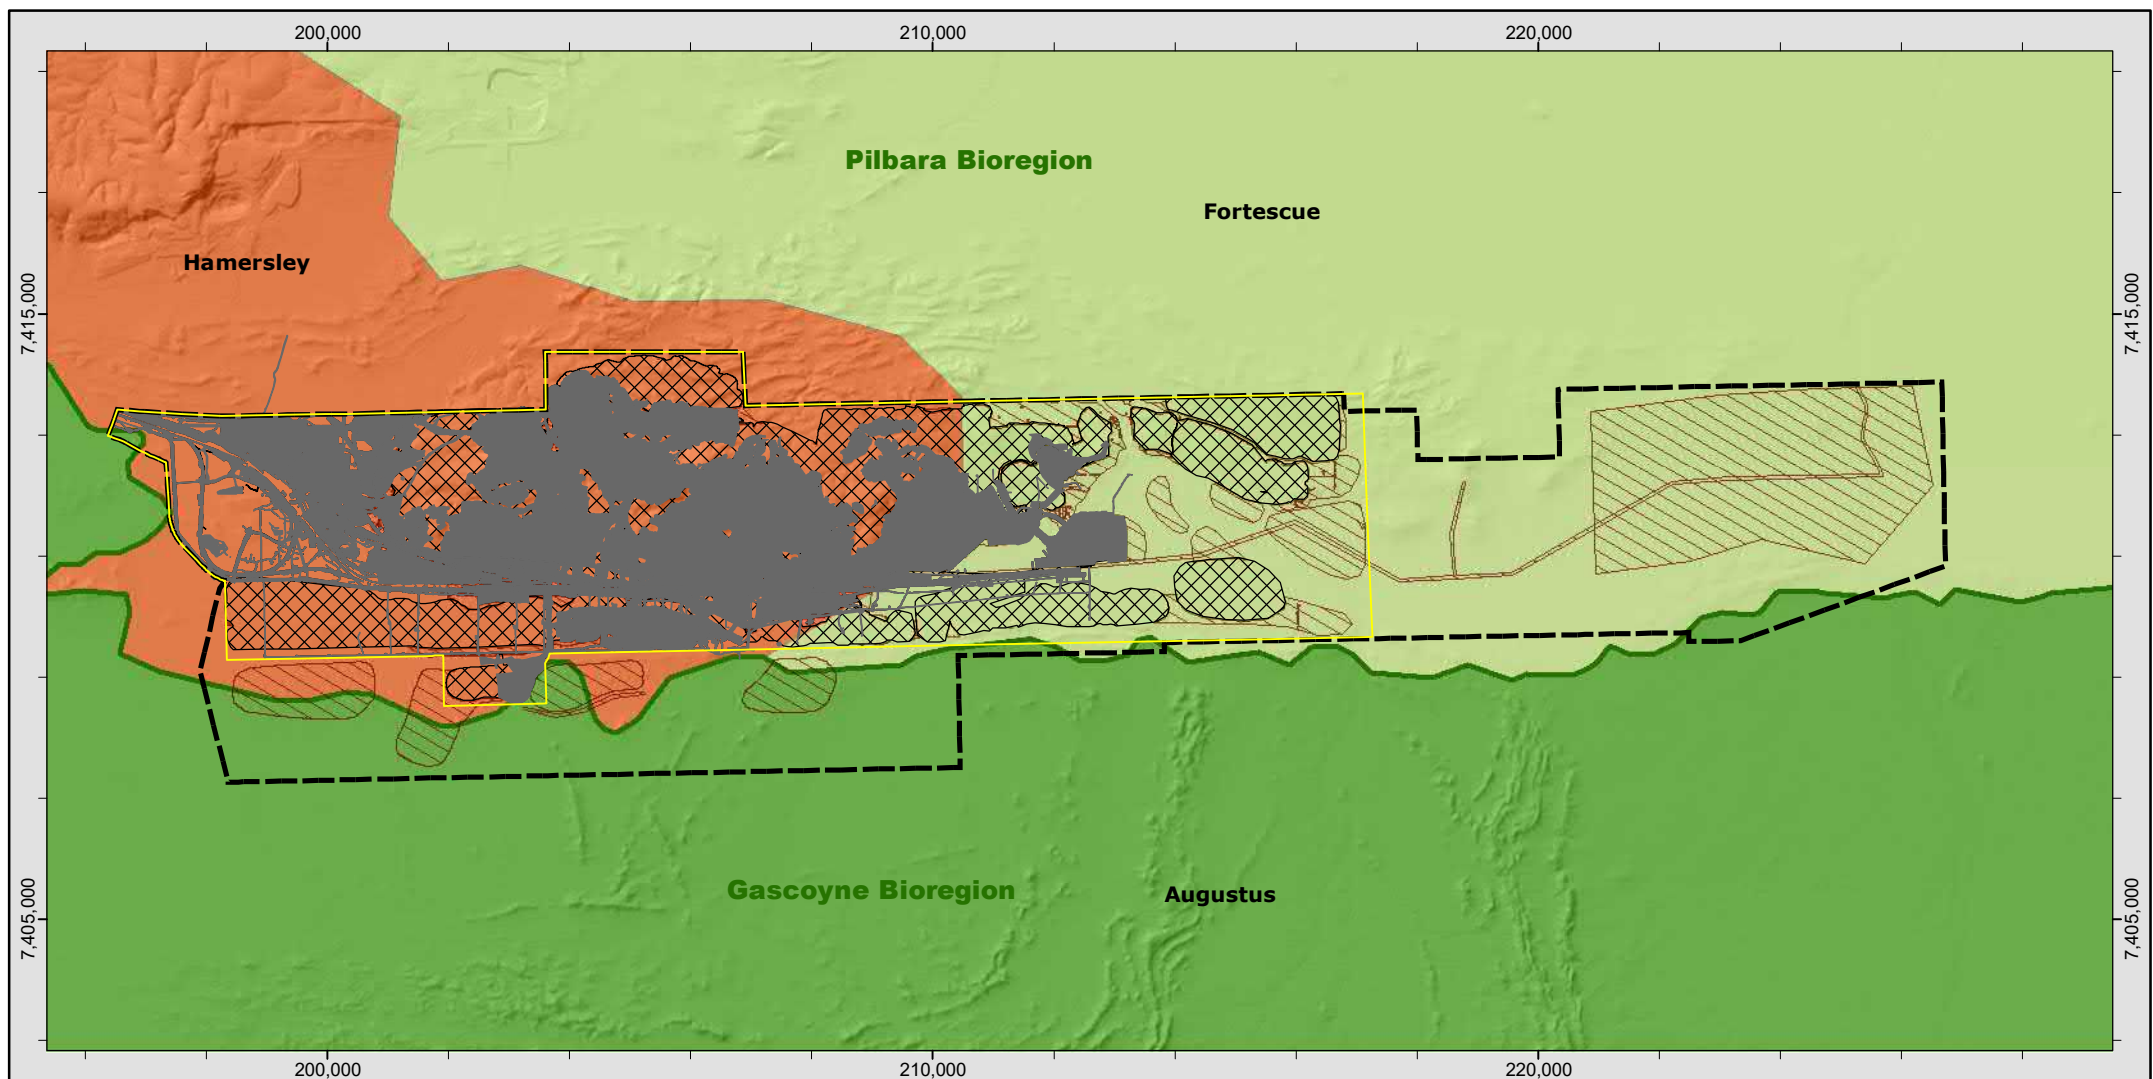 200,000 210,000 220,000
Pilbara Bioregion
Fortescue
Hamersley
7,415,000 7,415,000
Gascoyne Bioregion
Augustus
7,405,000 7,405,000
200,000 210,000 220,000